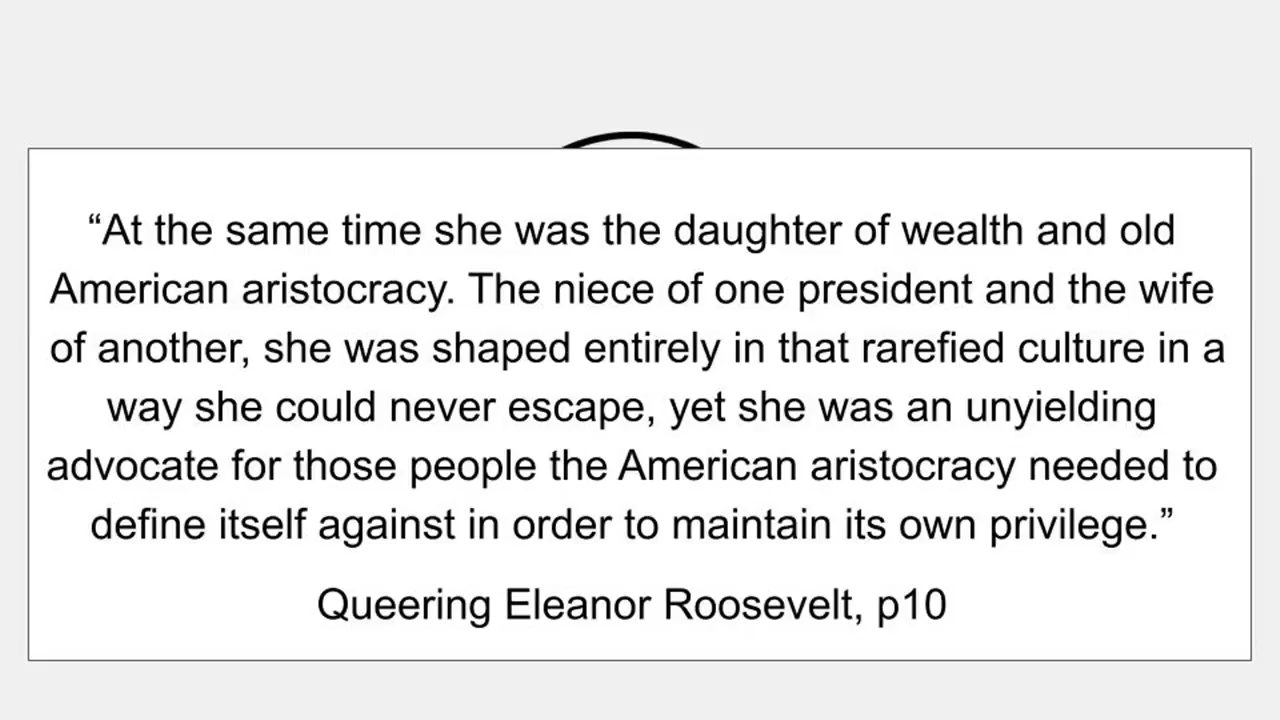 “At the same time she was the daughter of wealth and old
American aristocracy. The niece of one president and the wife
of another, she was shaped entirely in that rarefied culture in a
way she could never escape, yet she was an unyielding
advocate for those people the American aristocracy needed to
define itself against in order to maintain its own privilege.”
Queering Eleanor Roosevelt, p10